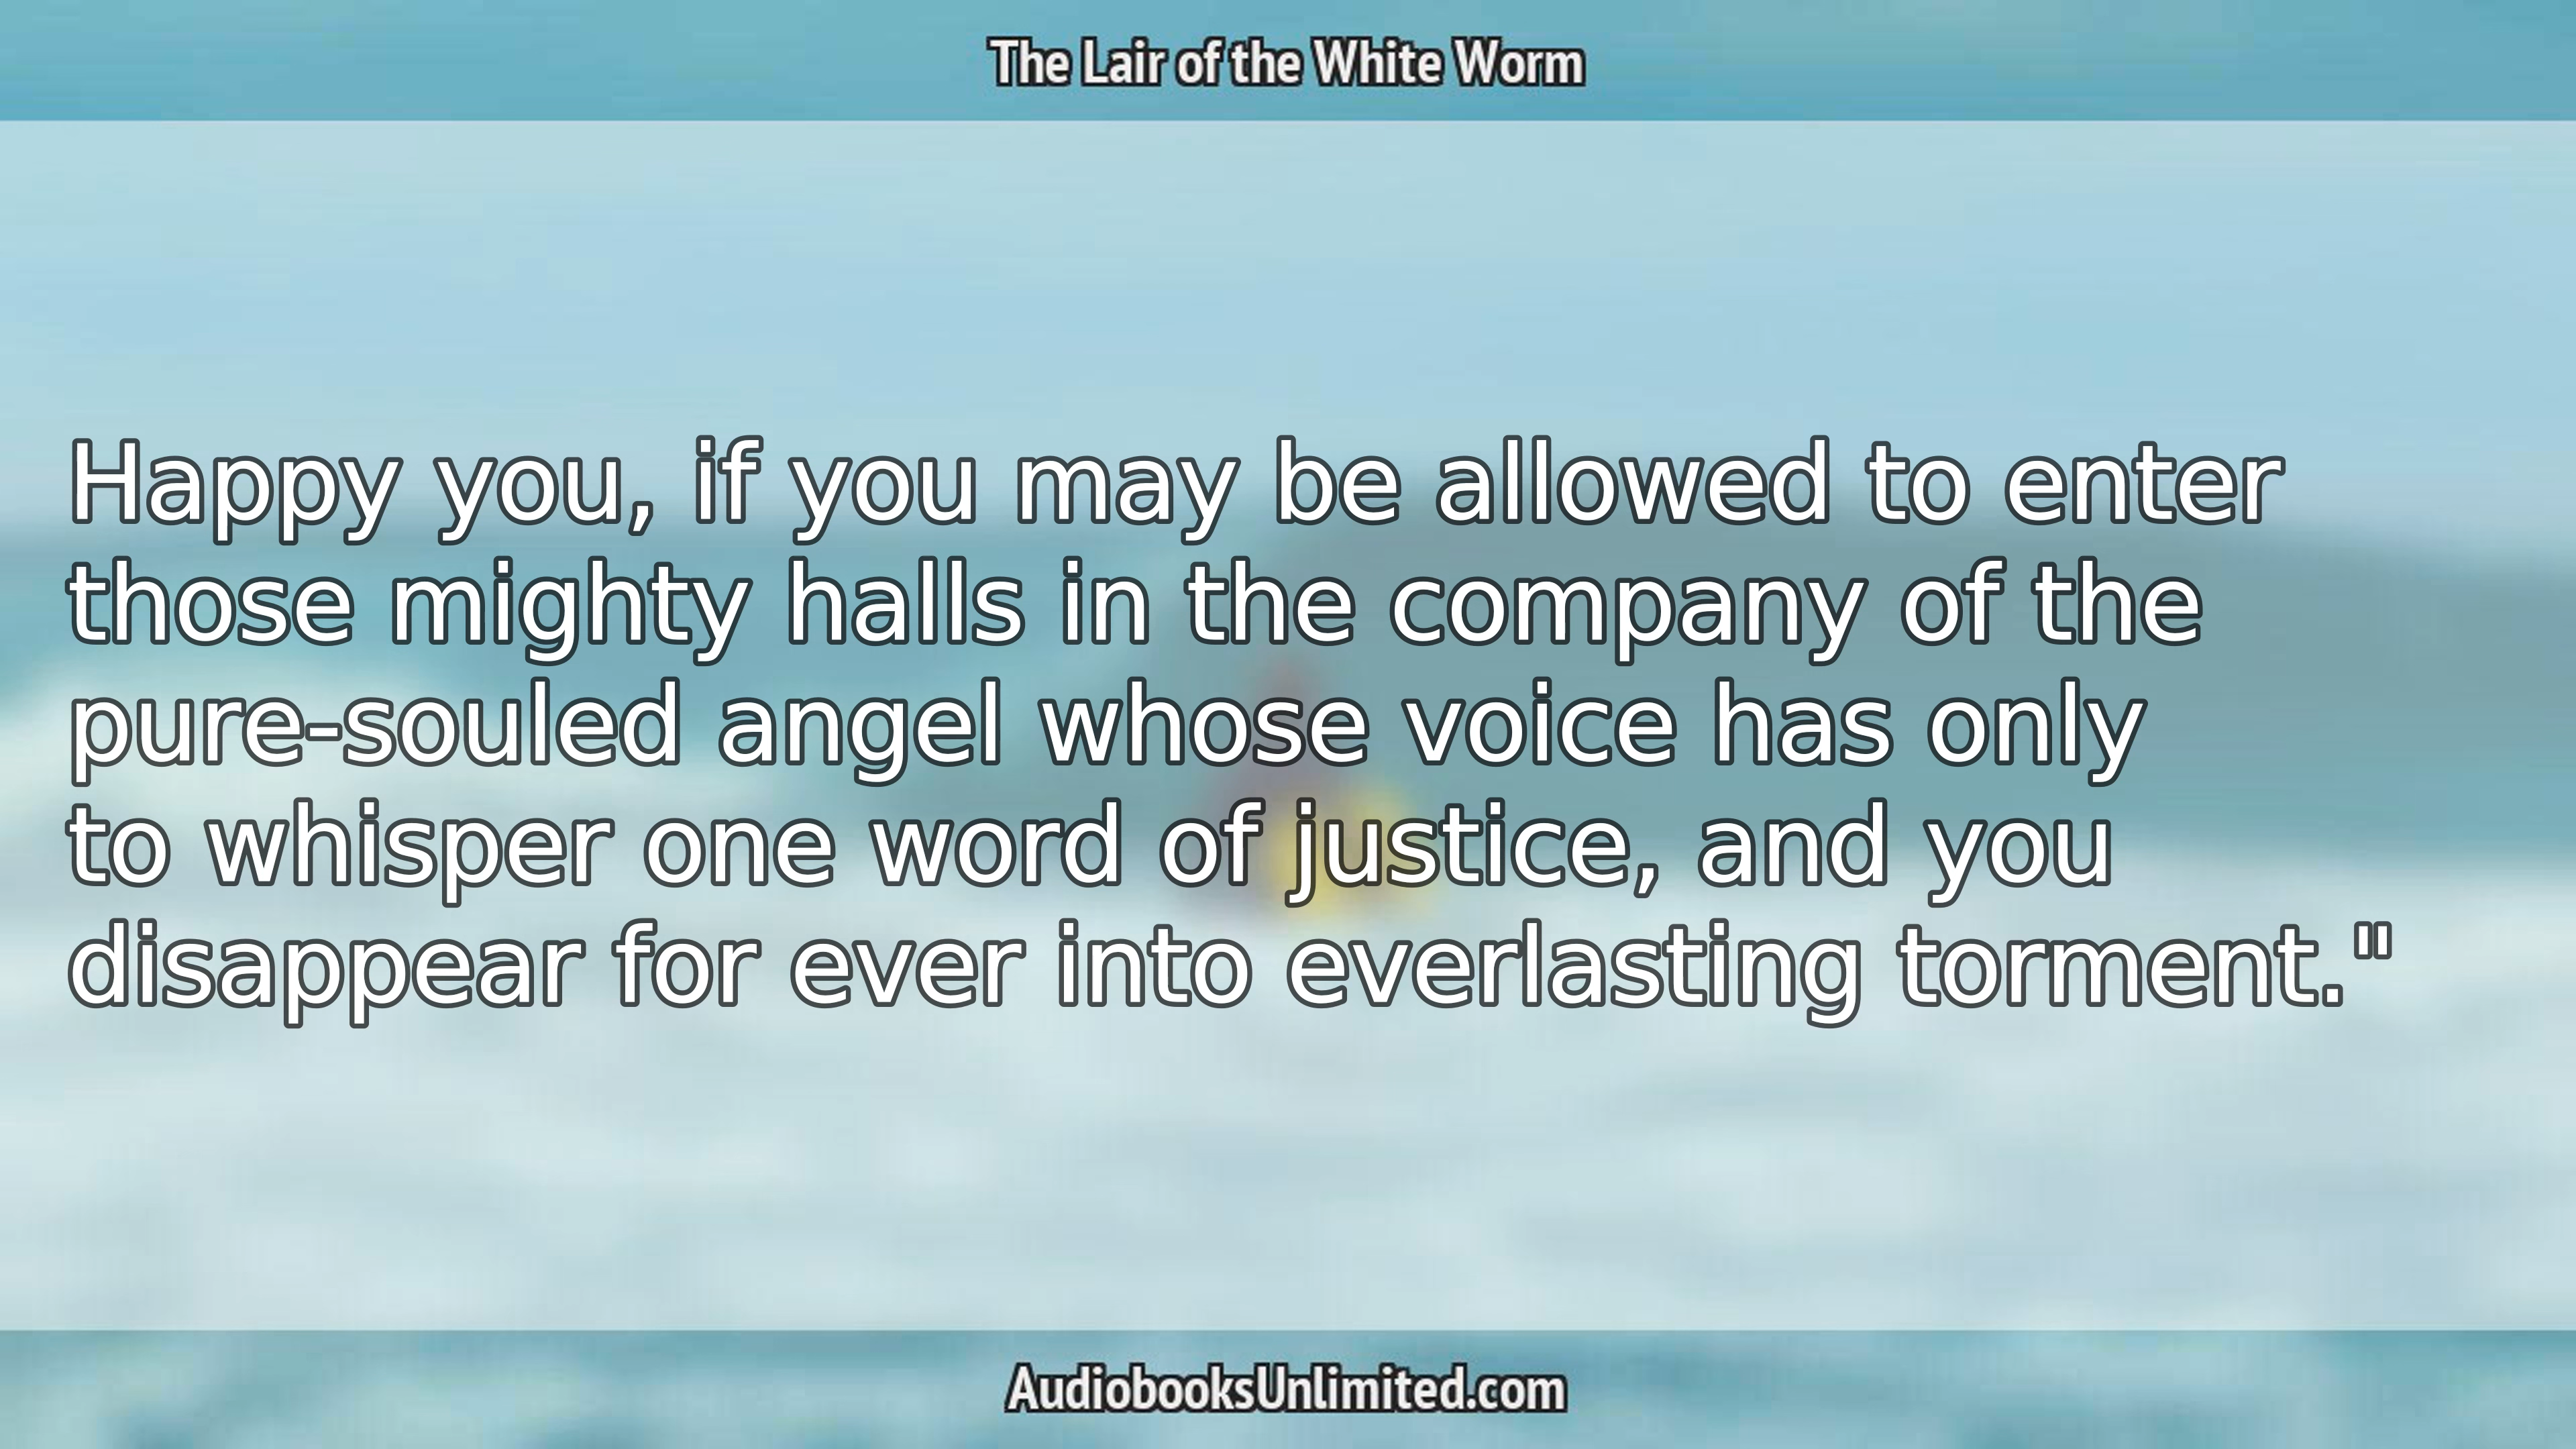 The Lair of the White Worm
Happy you, if you may be allowed to enter
those mighty halls in the company of the
pure-souled angel whose voice has only
to whisper one word of justice, and you
disappear for ever into everlasting torment."
AudiobooksUnlimited.com